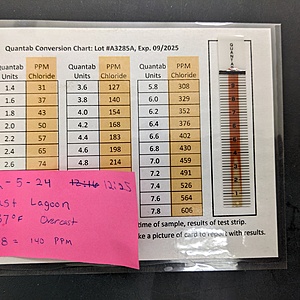 Quantab Conversion Chart: Lot #A3285A, Exp. 09/2025
Quantab Units PPM Chloride Quantab Units PPM Chloride Quantab Units PPM Chloride
1.4 31 3.6 127 5.8 308
1.6 37 3.8 140 6.0 329
1.8 43 4.0 154 6.2 352
2.0 50 4.2 168 6.4 376
2.2 57 4.4 183 6.6 402
2.4 65 4.6 198 6.8 430
2.6 74 4.8 214 7.0 459
7.2 491
7.4 526
7.6 564
7.8 606
QUANTAB
- 5 - 24 12:16 12:25
Lagoon
7°F Overcast
8 = 140 PPM
time of sample, results of test strip.
ke a picture of card to report with results.